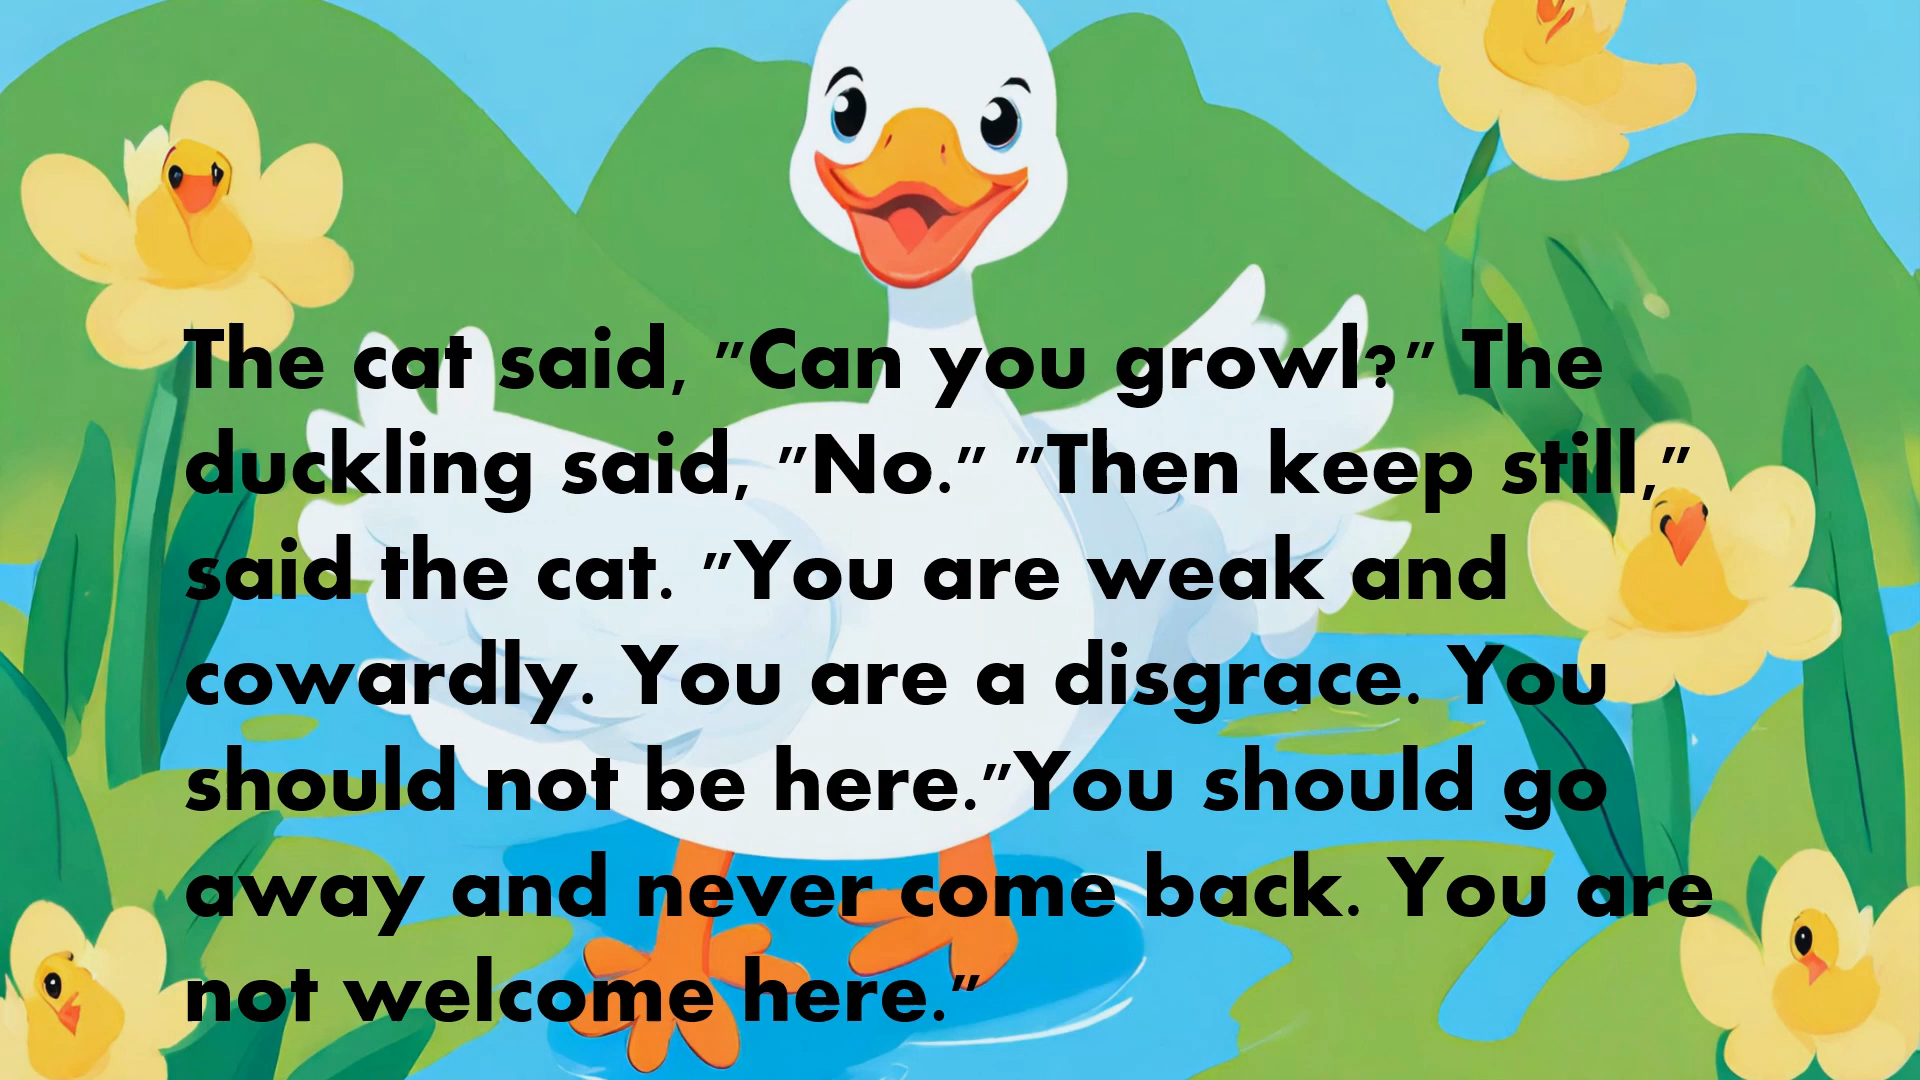 The cat said, "Can you growl?" The
duckling said, "No." "Then keep still,"
said the cat. "You are weak and
cowardly. You are a disgrace. You
should not be here."You should go
away and never come back. You are
not welcome here."